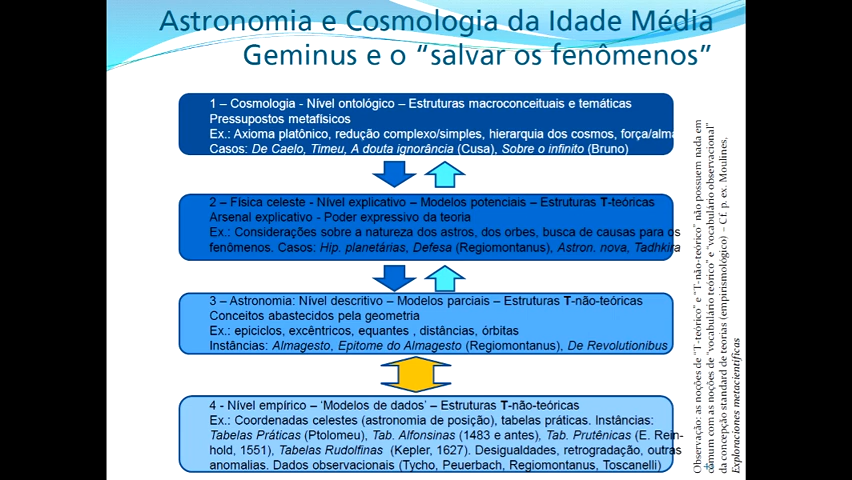 Astronomia e Cosmologia da Idade Média
Geminus e o “salvar os fenômenos”
1 – Cosmologia - Nível ontológico – Estruturas macroconceituais e temáticas
Pressupostos metafísicos
Ex.: Axioma platônico, redução complexo/simples, hierarquia dos cosmos, força/alma
Casos: De Caelo, Timeu, A douta ignorância (Cusa), Sobre o infinito (Bruno)
2 – Física celeste - Nível explicativo – Modelos potenciais – Estruturas T-teóricas
Arsenal explicativo - Poder expressivo da teoria
Ex.: Considerações sobre a natureza dos astros, dos orbes, busca de causas para os
fenômenos. Casos: Hip. planetárias, Defesa (Regiomontanus), Astron. nova, Tadhkira
3 – Astronomia: Nível descritivo – Modelos parciais – Estruturas T-não-teóricas
Conceitos abastecidos pela geometria
Ex.: epiciclos, excêntricos, equantes , distâncias, órbitas
Instâncias: Almagesto, Epitome do Almagesto (Regiomontanus), De Revolutionibus
4 - Nível empírico – ‘Modelos de dados’ – Estruturas T-não-teóricas
Ex.: Coordenadas celestes (astronomia de posição), tabelas práticas. Instâncias:
Tabelas Práticas (Ptolomeu), Tab. Alfonsinas (1483 e antes), Tab. Prutênicas (E. Rein-
hold, 1551), Tabelas Rudolfinas (Kepler, 1627). Desigualdades, retrogradação, outras
anomalias. Dados observacionais (Tycho, Peuerbach, Regiomontanus, Toscanelli)
Observação: as noções de “T-teórico” e “T-não-teórico” não possuem nada em
comum com as noções de “vocabulário teórico” e “vocabulário observacional”
da concepção standard de teorias (empirismológico) – Cf. p. ex. Moulines,
Exploraciones metacientíficas